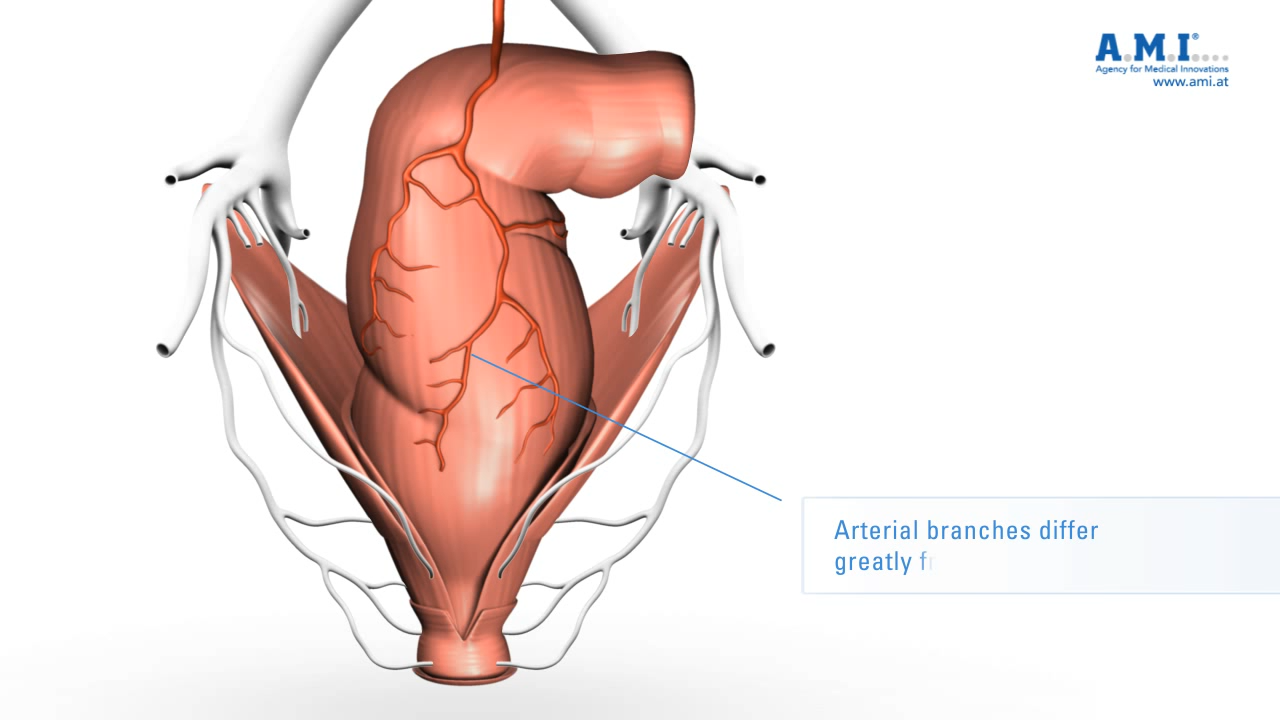 A.M.I.®
Agency for Medical Innovations
www.ami.at
Arterial branches differ
greatly